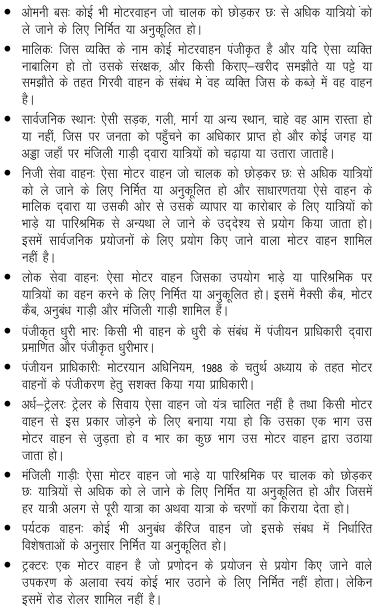 • ओमनी बसः कोई भी मोटरवाहन जो चालक को छोड़कर छः से अधिक यात्रियो को
ले जाने के लिए निर्मित या अनुकूलित हो।
• मालिकः जिस व्यक्ति के नाम कोई मोटरवाहन पंजीकृत है और यदि ऐसा व्यक्ति
नाबालिग हो तो उसके संरक्षक, और किसी किराए–खरीद समझौते या पट्टे या
समझौते के तहत गिरवी वाहन के संबंध मे वह व्यक्ति जिस के कब्ज़े में वह वाहन
है।
• सार्वजनिक स्थानः ऐसी सड़क, गली, मार्ग या अन्य स्थान, चाहे वह आम रास्ता हो
या नहीं, जिस पर जनता को पहुँचने का अधिकार प्राप्त हो और कोई जगह या
अड्डा जहाँ पर मंजिली गाड़ी द्वारा यात्रियों को चढ़ाया या उतारा जाताहै।
• निजी सेवा वाहनः ऐसा मोटर वाहन जो चालक को छोड़कर छः से अधिक यात्रियों
को ले जाने के लिए निर्मित या अनुकूलित हो और साधारणतया ऐसे वाहन के
मालिक द्वारा या उसकी ओर से उसके व्यापार या कारोबार के लिए यात्रियों को
भाड़े या पारिश्रमिक से अन्यथा ले जाने के उद्देश्य से प्रयोग किया जाता हो।
इसमें सार्वजनिक प्रयोजनों के लिए प्रयोग किए जाने वाला मोटर वाहन शामिल
नहीं है।
• लोक सेवा वाहनः ऐसा मोटर वाहन जिसका उपयोग भाड़े या पारिश्रमिक पर
यात्रियों का वहन करने के लिए निर्मित या अनुकूलित हो। इसमें मैक्सी कैब, मोटर
कैब, अनुबंध गाड़ी और मंजिली गाड़ी शामिल हैं।
• पंजीकृत धुरी भारः किसी भी वाहन के धुरी के संबंध में पंजीयन प्राधिकारी द्वारा
प्रमाणित और पंजीकृत धुरीभार।
• पंजीयन प्राधिकारीः मोटरयान अधिनियम, 1988 के चतुर्थ अध्याय के तहत मोटर
वाहनों के पंजीकरण हेतु सशक्त किया गया प्राधिकारी।
• अर्ध–ट्रेलरः ट्रेलर के सिवाय ऐसा वाहन जो यंत्र चालित नहीं है तथा किसी मोटर
वाहन से इस प्रकार जोड़ने के लिए बनाया गया हो कि उसका एक भाग उस
मोटर वाहन से जुड़ता हो व भार का कुछ भाग उस मोटर वाहन द्वारा उठाया
जाता हो।
• मंजिली गाड़ीः ऐसा मोटर वाहन जो भाड़े या पारिश्रमिक पर चालक को छोड़कर
छः यात्रियों से अधिक को ले जाने के लिए निर्मित या अनुकूलित हो और जिसमें
हर यात्री अलग से पूरी यात्रा का अथवा यात्रा के चरणों का किराया देता हो।
• पर्यटक वाहनः कोई भी अनुबंध कैरिज वाहन जो इसके संबध में निर्धारित
विशेषताओं के अनुसार निर्मित या अनुकूलित हो।
• ट्रक्टरः एक मोटर वाहन है जो प्रणोदन के प्रयोजन से प्रयोग किए जाने वाले
उपकरण के अलावा स्वयं कोई भार उठाने के लिए निर्मित नहीं होता। लेकिन
इसमें रोड रोलर शामिल नहीं है।